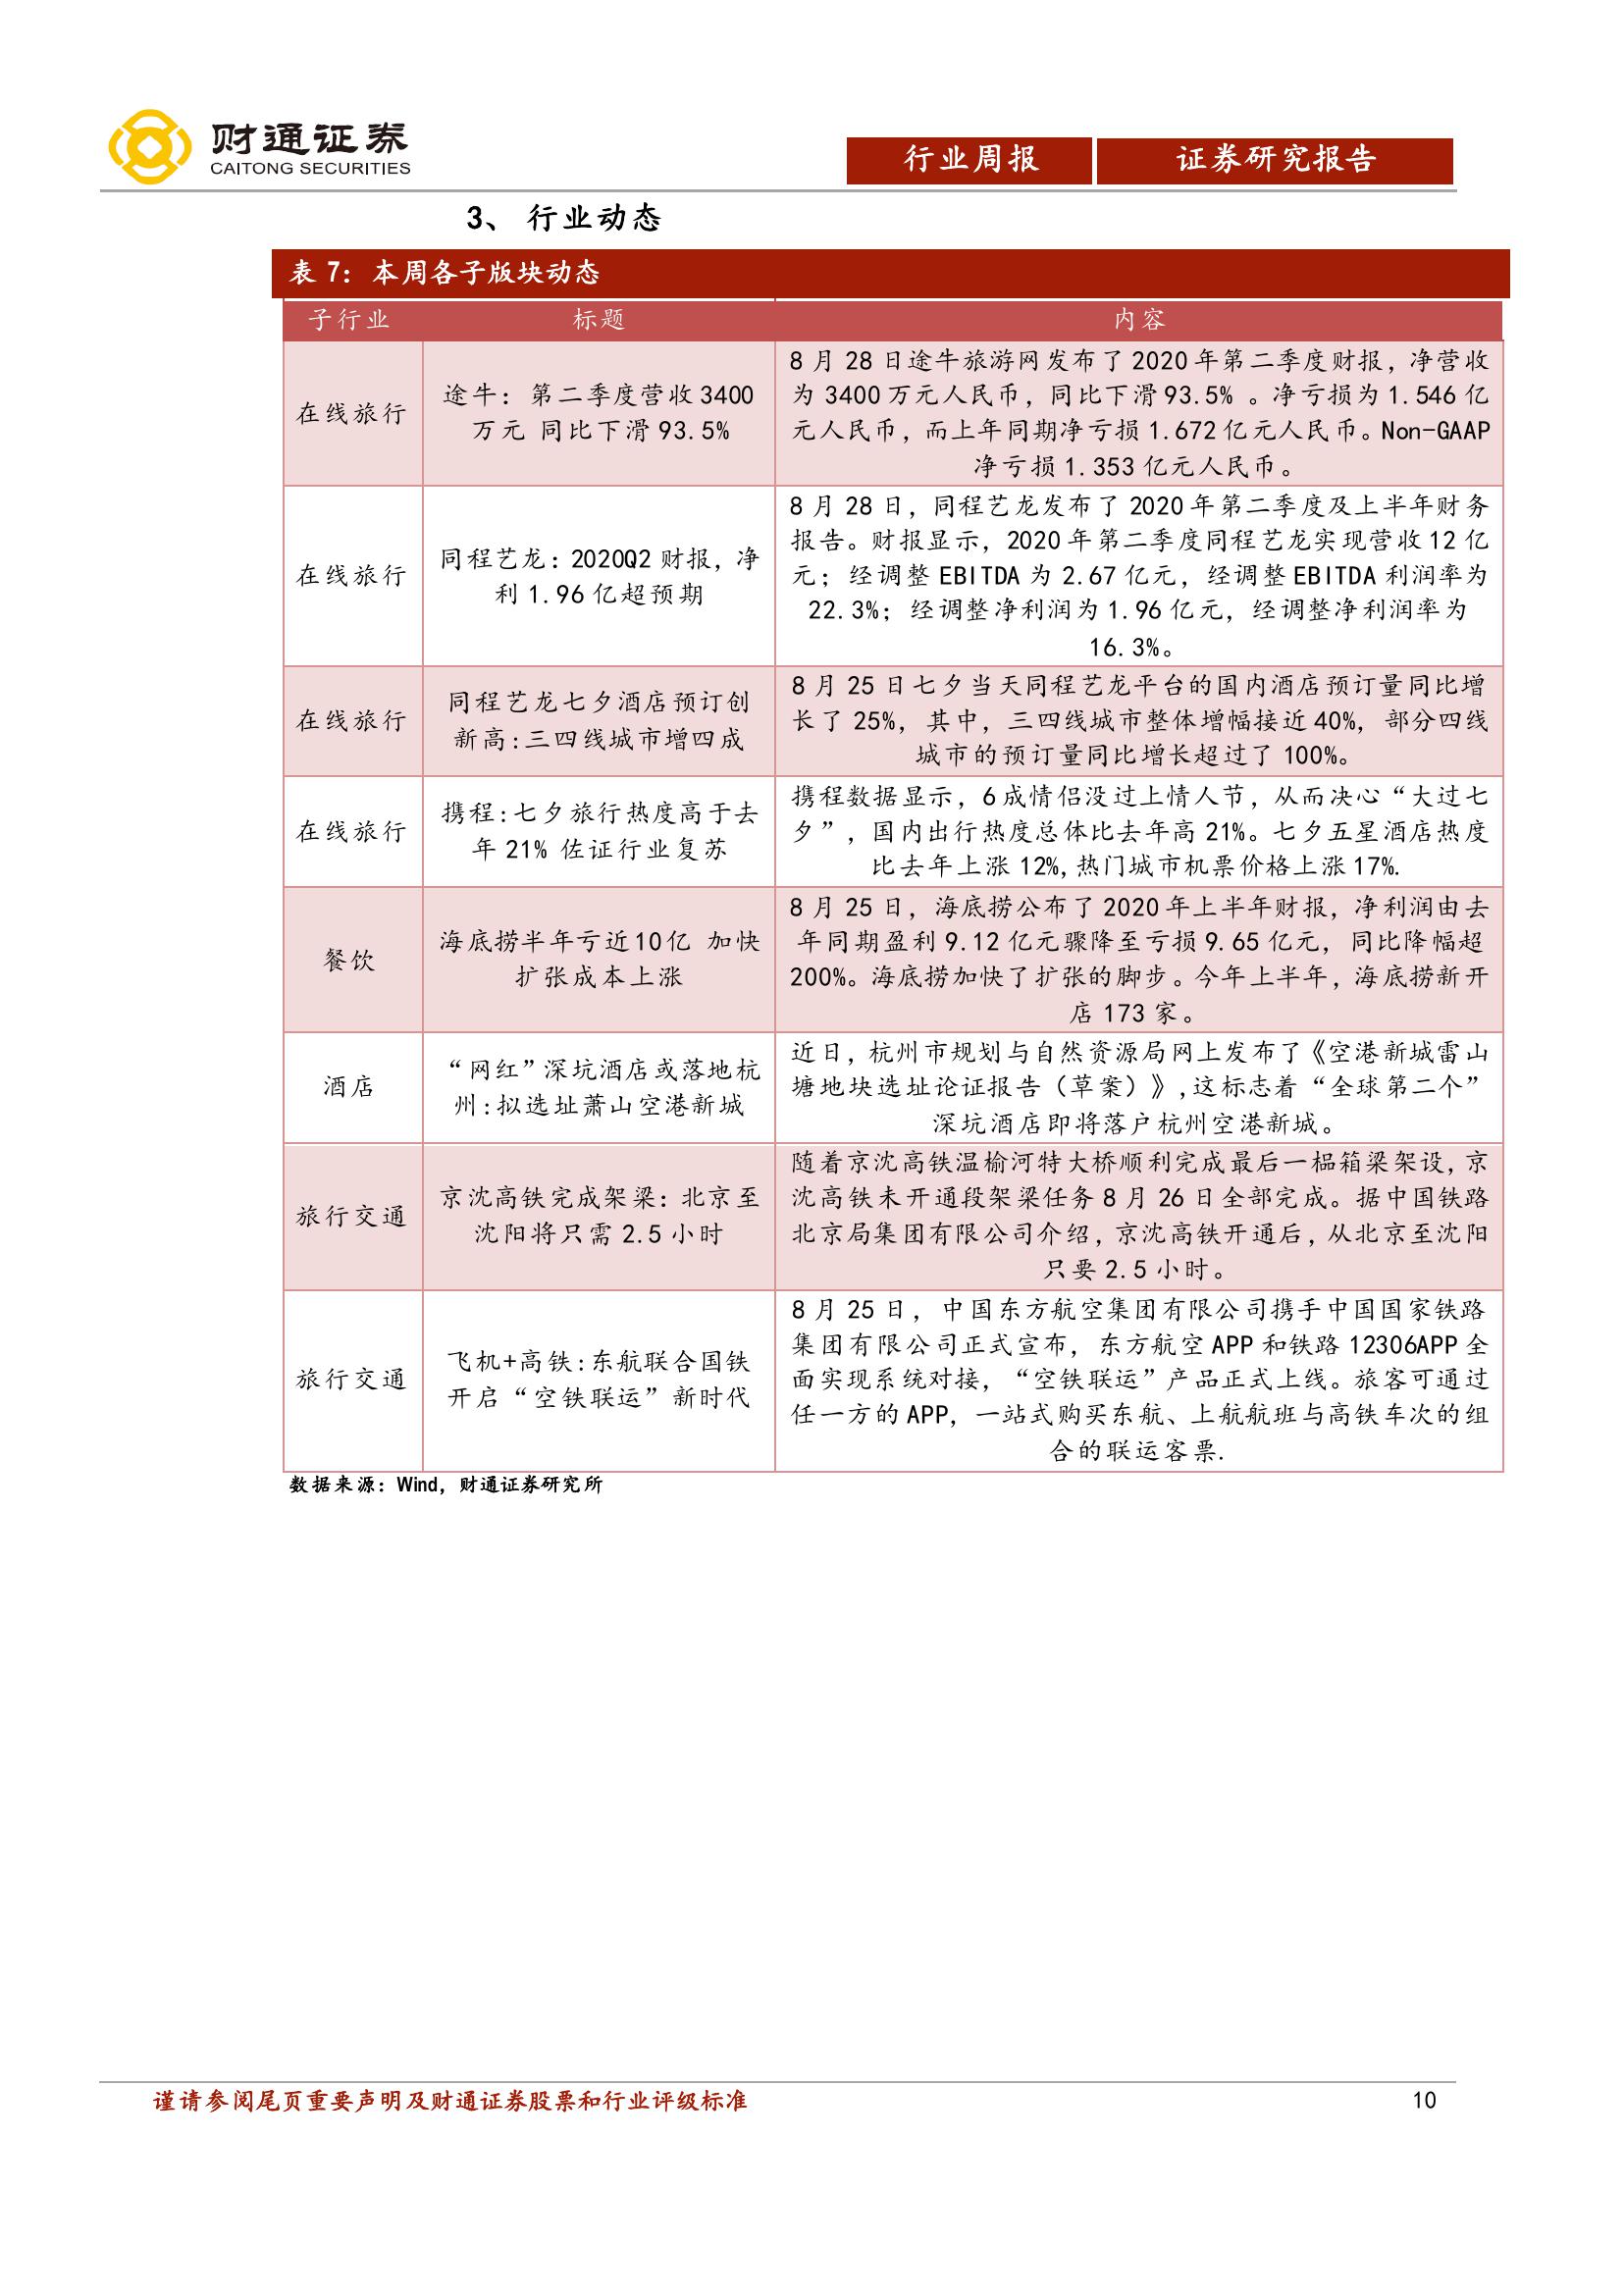 财通证券
CAITONG SECURITIES
行业周报
证券研究报告
3、 行业动态
表 7：本周各子版块动态
子行业
标题
内容
在线旅行
途牛：第二季度营收 3400
万元 同比下滑 93.5%
8 月 28 日途牛旅游网发布了 2020 年第二季度财报，净营收
为 3400 万元人民币，同比下滑 93.5% 。净亏损为 1.546 亿
元人民币，而上年同期净亏损 1.672 亿元人民币。Non-GAAP
净亏损 1.353 亿元人民币。
在线旅行
同程艺龙：2020Q2 财报，净
利 1.96 亿超预期
8 月 28 日，同程艺龙发布了 2020 年第二季度及上半年财务
报告。财报显示，2020 年第二季度同程艺龙实现营收 12 亿
元；经调整 EBITDA 为 2.67 亿元，经调整 EBITDA 利润率为
22.3%；经调整净利润为 1.96 亿元，经调整净利润率为
16.3%。
在线旅行
同程艺龙七夕酒店预订创
新高:三四线城市增四成
8 月 25 日七夕当天同程艺龙平台的国内酒店预订量同比增
长了 25%，其中，三四线城市整体增幅接近 40%，部分四线
城市的预订量同比增长超过了 100%。
在线旅行
携程:七夕旅行热度高于去
年 21% 佐证行业复苏
携程数据显示，6 成情侣没过上情人节，从而决心“大过七
夕”，国内出行热度总体比去年高 21%。七夕五星酒店热度
比去年上涨 12%,热门城市机票价格上涨 17%.
餐饮
海底捞半年亏近10亿 加快
扩张成本上涨
8 月 25 日，海底捞公布了 2020 年上半年财报，净利润由去
年同期盈利 9.12 亿元骤降至亏损 9.65 亿元，同比降幅超
200%。海底捞加快了扩张的脚步。今年上半年，海底捞新开
店 173 家。
酒店
“网红”深坑酒店或落地杭
州:拟选址萧山空港新城
近日，杭州市规划与自然资源局网上发布了《空港新城雷山
塘地块选址论证报告（草案）》,这标志着“全球第二个”
深坑酒店即将落户杭州空港新城。
旅行交通
京沈高铁完成架梁：北京至
沈阳将只需 2.5 小时
随着京沈高铁温榆河特大桥顺利完成最后一榀箱梁架设，京
沈高铁未开通段架梁任务 8 月 26 日全部完成。据中国铁路
北京局集团有限公司介绍，京沈高铁开通后，从北京至沈阳
只要 2.5 小时。
旅行交通
飞机+高铁:东航联合国铁
开启“空铁联运”新时代
8 月 25 日，中国东方航空集团有限公司携手中国国家铁路
集团有限公司正式宣布，东方航空 APP 和铁路 12306APP 全
面实现系统对接，“空铁联运”产品正式上线。旅客可通过
任一方的 APP，一站式购买东航、上航航班与高铁车次的组
合的联运客票.
数据来源：Wind，财通证券研究所
谨请参阅尾页重要声明及财通证券股票和行业评级标准
10